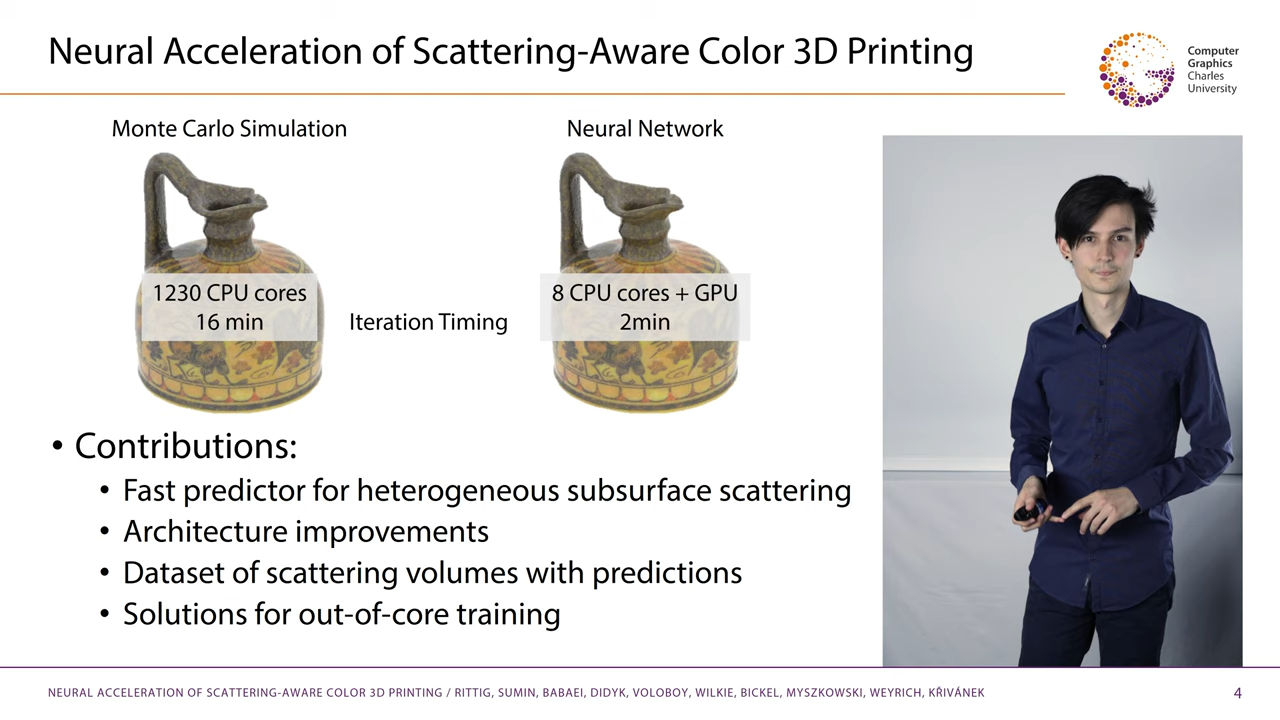 Neural Acceleration of Scattering-Aware Color 3D Printing
Computer
Graphics
Charles
University
Monte Carlo Simulation
Neural Network
1230 CPU cores
16 min
Iteration Timing
8 CPU cores + GPU
2min
• Contributions:
• Fast predictor for heterogeneous subsurface scattering
• Architecture improvements
• Dataset of scattering volumes with predictions
• Solutions for out-of-core training
NEURAL ACCELERATION OF SCATTERING-AWARE COLOR 3D PRINTING / RITTIG, SUMIN, BABAEI, DIDYK, VOLOBOY, WILKIE, BICKEL, MYSZKOWSKI, WEYRICH, KŘIVÁNEK
4